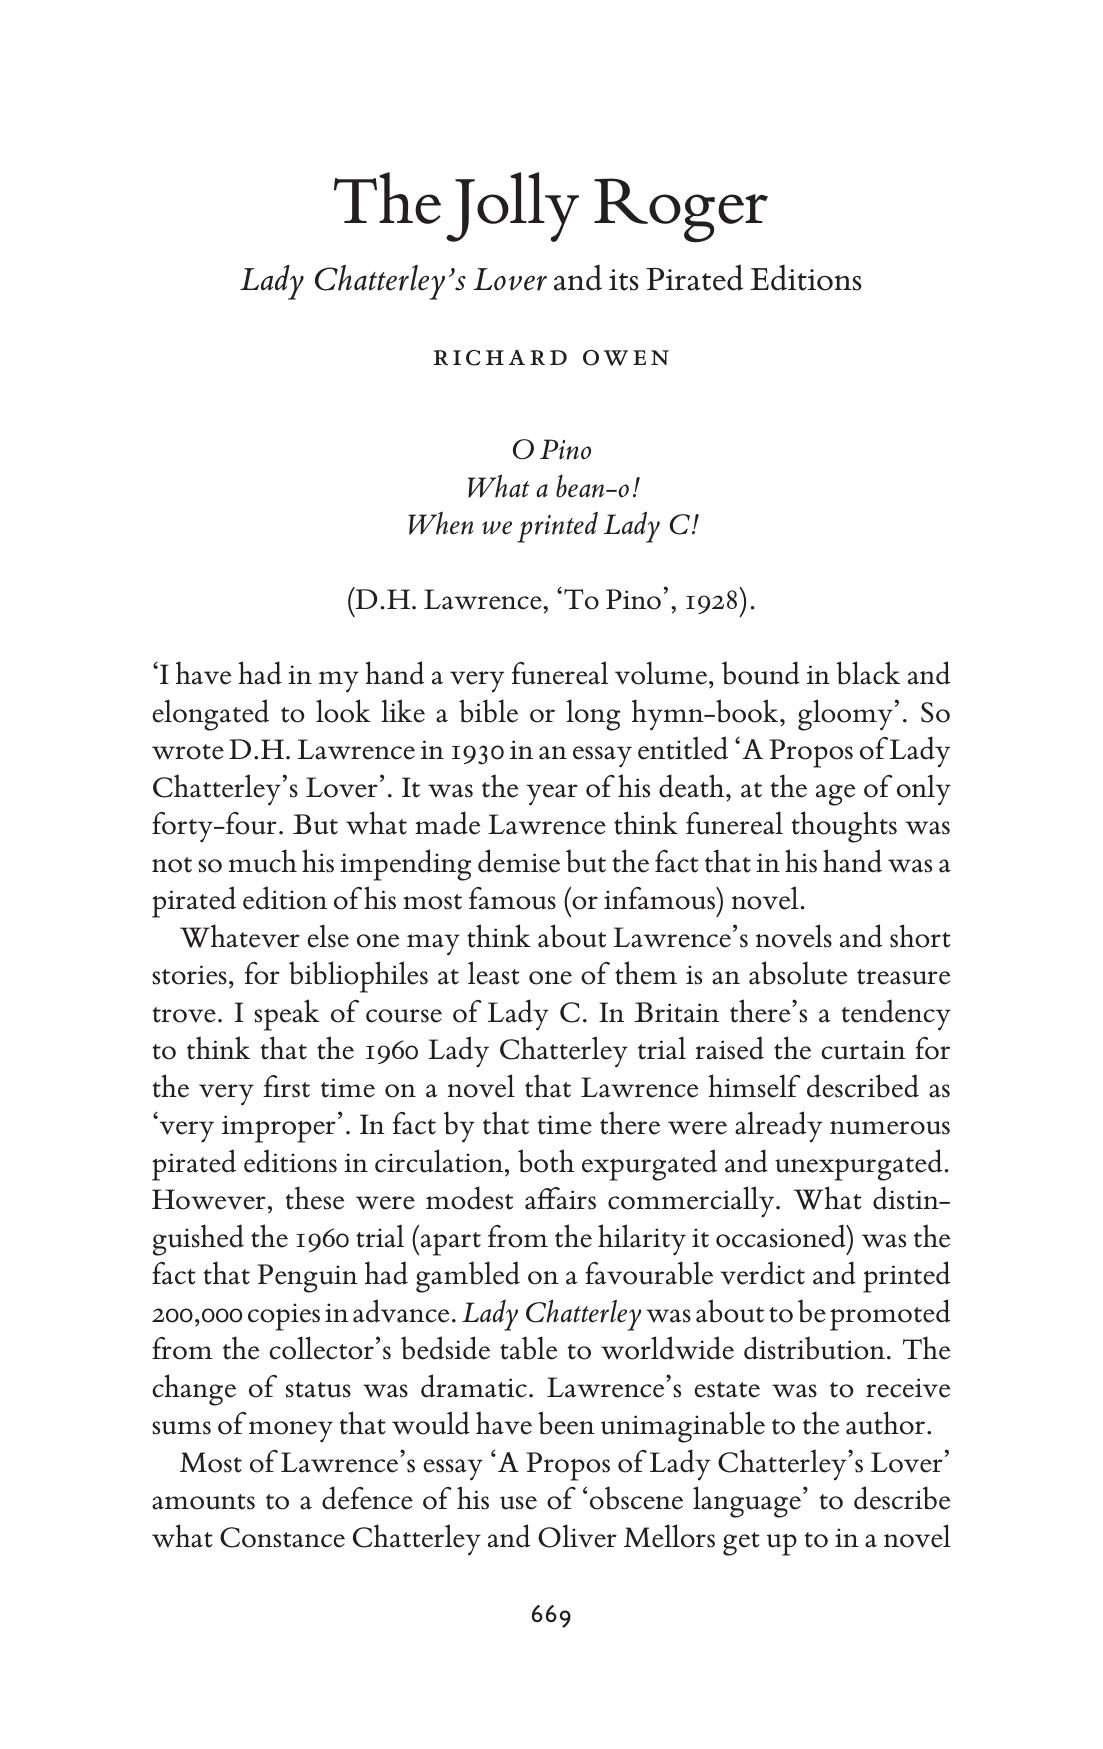 The Jolly Roger
Lady Chatterley’s Lover and its Pirated Editions
RICHARD OWEN
O Pino
What a bean-o!
When we printed Lady C!
(D.H. Lawrence, ‘To Pino’, 1928).
‘I have had in my hand a very funereal volume, bound in black and
elongated to look like a bible or long hymn-book, gloomy’. So
wrote D.H. Lawrence in 1930 in an essay entitled ‘A Propos of Lady
Chatterley’s Lover’. It was the year of his death, at the age of only
forty-four. But what made Lawrence think funereal thoughts was
not so much his impending demise but the fact that in his hand was a
pirated edition of his most famous (or infamous) novel.
Whatever else one may think about Lawrence’s novels and short
stories, for bibliophiles at least one of them is an absolute treasure
trove. I speak of course of Lady C. In Britain there’s a tendency
to think that the 1960 Lady Chatterley trial raised the curtain for
the very first time on a novel that Lawrence himself described as
‘very improper’. In fact by that time there were already numerous
pirated editions in circulation, both expurgated and unexpurgated.
However, these were modest affairs commercially. What distin-
guished the 1960 trial (apart from the hilarity it occasioned) was the
fact that Penguin had gambled on a favourable verdict and printed
200,000 copies in advance. Lady Chatterley was about to be promoted
from the collector’s bedside table to worldwide distribution. The
change of status was dramatic. Lawrence’s estate was to receive
sums of money that would have been unimaginable to the author.
Most of Lawrence’s essay ‘A Propos of Lady Chatterley’s Lover’
amounts to a defence of his use of ‘obscene language’ to describe
what Constance Chatterley and Oliver Mellors get up to in a novel
669